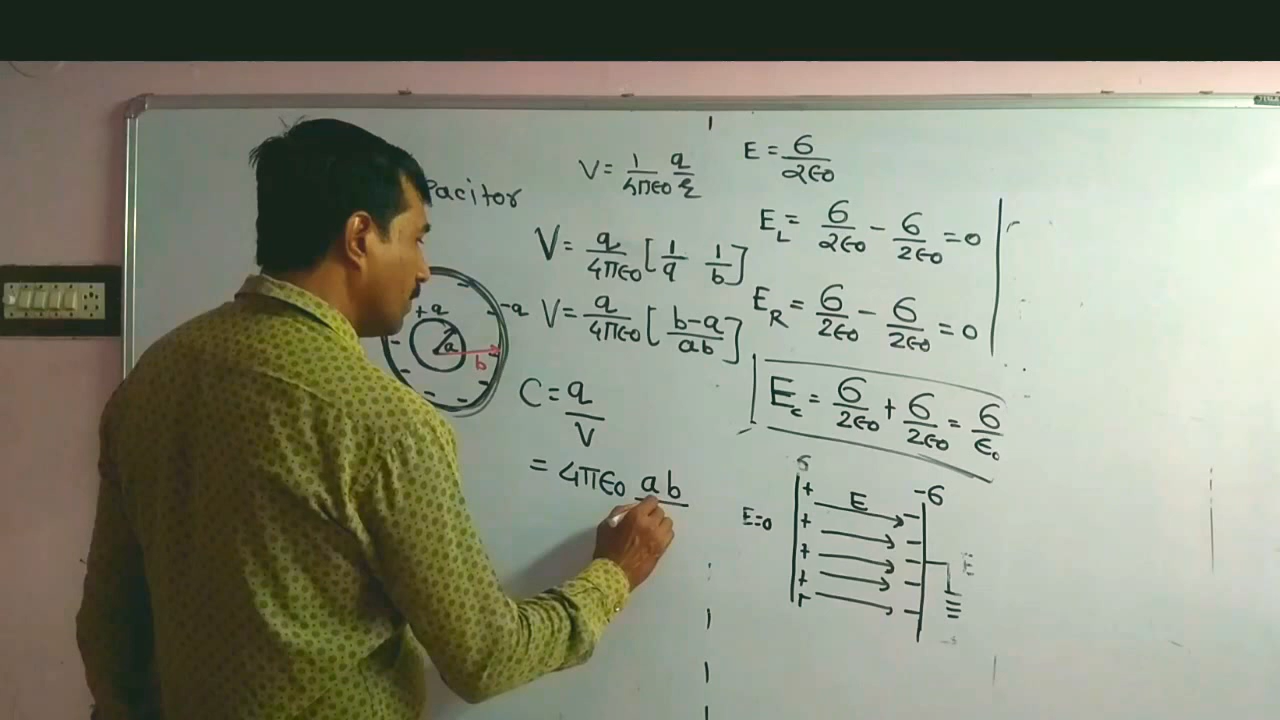 pacitor
V = 1/4πε0 q/r
V = q/4πε0 [1/a 1/b]
V = q/4πε0 [b-a/ab]
+q
-q
a
b
C = q/V
= 4πε0 ab
E = σ/2ε0
E_L = σ/2ε0 - σ/2ε0 = 0
E_R = σ/2ε0 - σ/2ε0 = 0
E_c = σ/2ε0 + σ/2ε0 = σ/ε0
σ
-σ
E
E=0